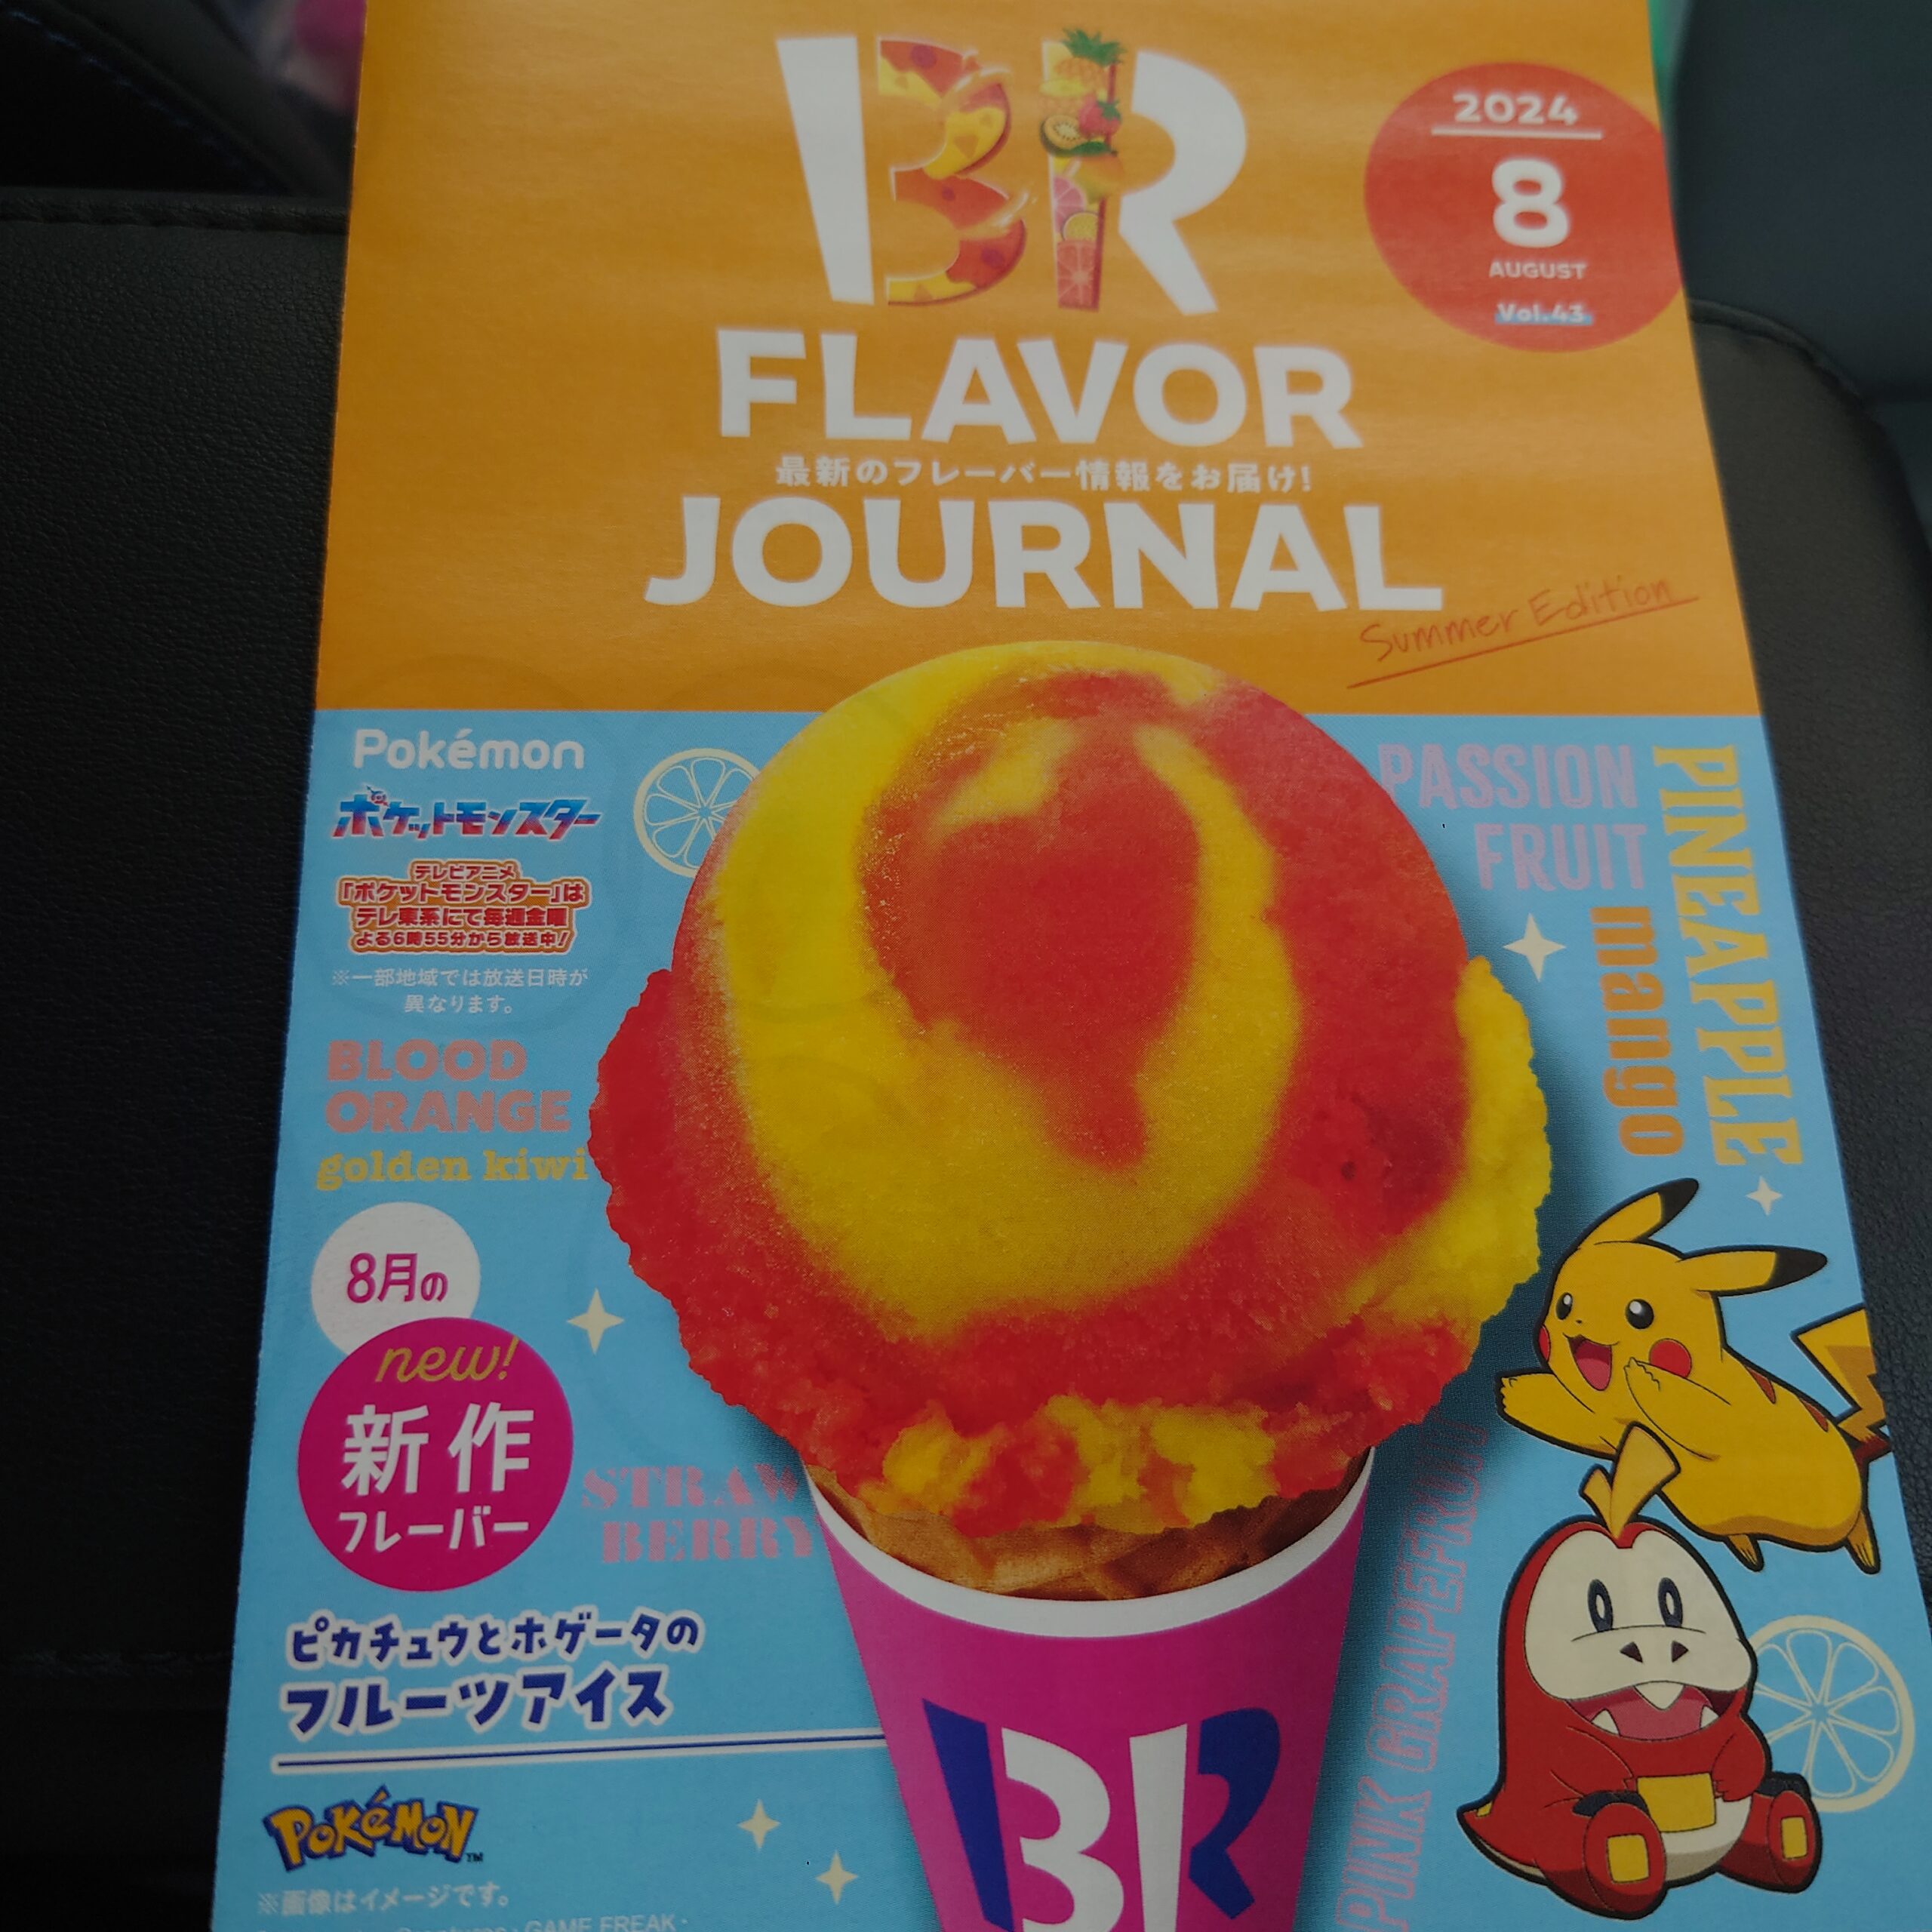 BR
2024
8
AUGUST
Vol.43
FLAVOR
最新のフレーバー情報をお届け!
JOURNAL
Summer Edition
Pokémon
ポケットモンスター
テレビアニメ
「ポケットモンスター」は
テレ東系にて毎週金曜
よる6時55分から放送中!
※一部地域では放送日時が
異なります。
BLOOD
ORANGE
golden kiwi
PASSION
FRUIT
mango
PINEAPPLE
8月の
new!
新作
フレーバー
STRAW
BERRY
PINK GRAPEFRUIT
ピカチュウとホゲータの
フルーツアイス
POKéMON
TM
BR
※画像はイメージです。
GAME FREAK・